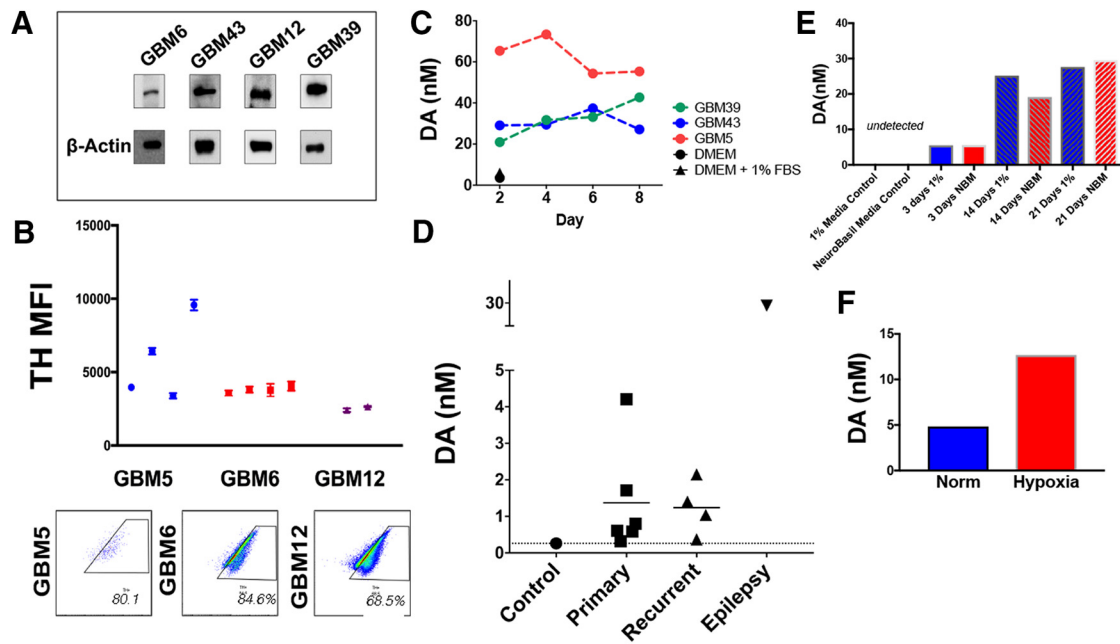 A
GBM6
GBM43
GBM12
GBM39
β-Actin
B
TH MFI
15000
10000
5000
0
GBM5
GBM6
GBM12
GBM5
80.1
GBM6
84.6%
GBM12
68.5%
C
DA (nM)
80
60
40
20
0
2
4
6
8
Day
GBM39
GBM43
GBM5
DMEM
DMEM + 1% FBS
D
DA (nM)
30
5
4
3
2
1
0
Control
Primary
Recurrent
Epilepsy
E
DA(nM)
40
30
20
10
0
undetected
1% Media Control
NeuroBasil Media Control
3 days 1%
3 Days NBM
14 Days 1%
14 Days NBM
21 Days 1%
21 Days NBM
F
DA (nM)
15
10
5
0
Norm
Hypoxia